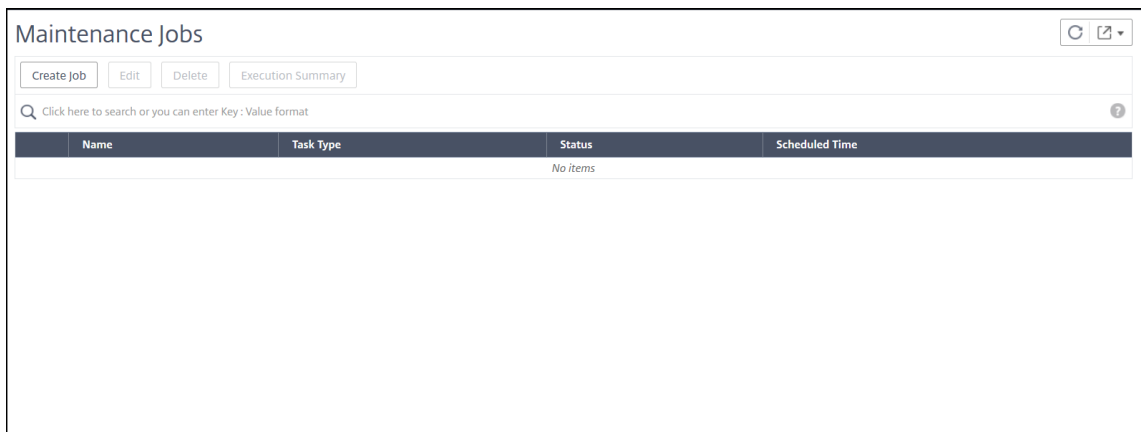 Maintenance Jobs
Create Job Edit Delete Execution Summary
Click here to search or you can enter Key : Value format ?
Name Task Type Status Scheduled Time
No items